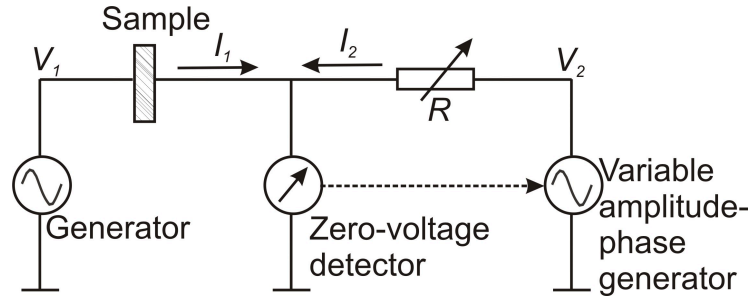 Sample
V₁
I₁
I₂
V₂
R
Generator
Zero-voltage
detector
Variable
amplitude-
phase
generator